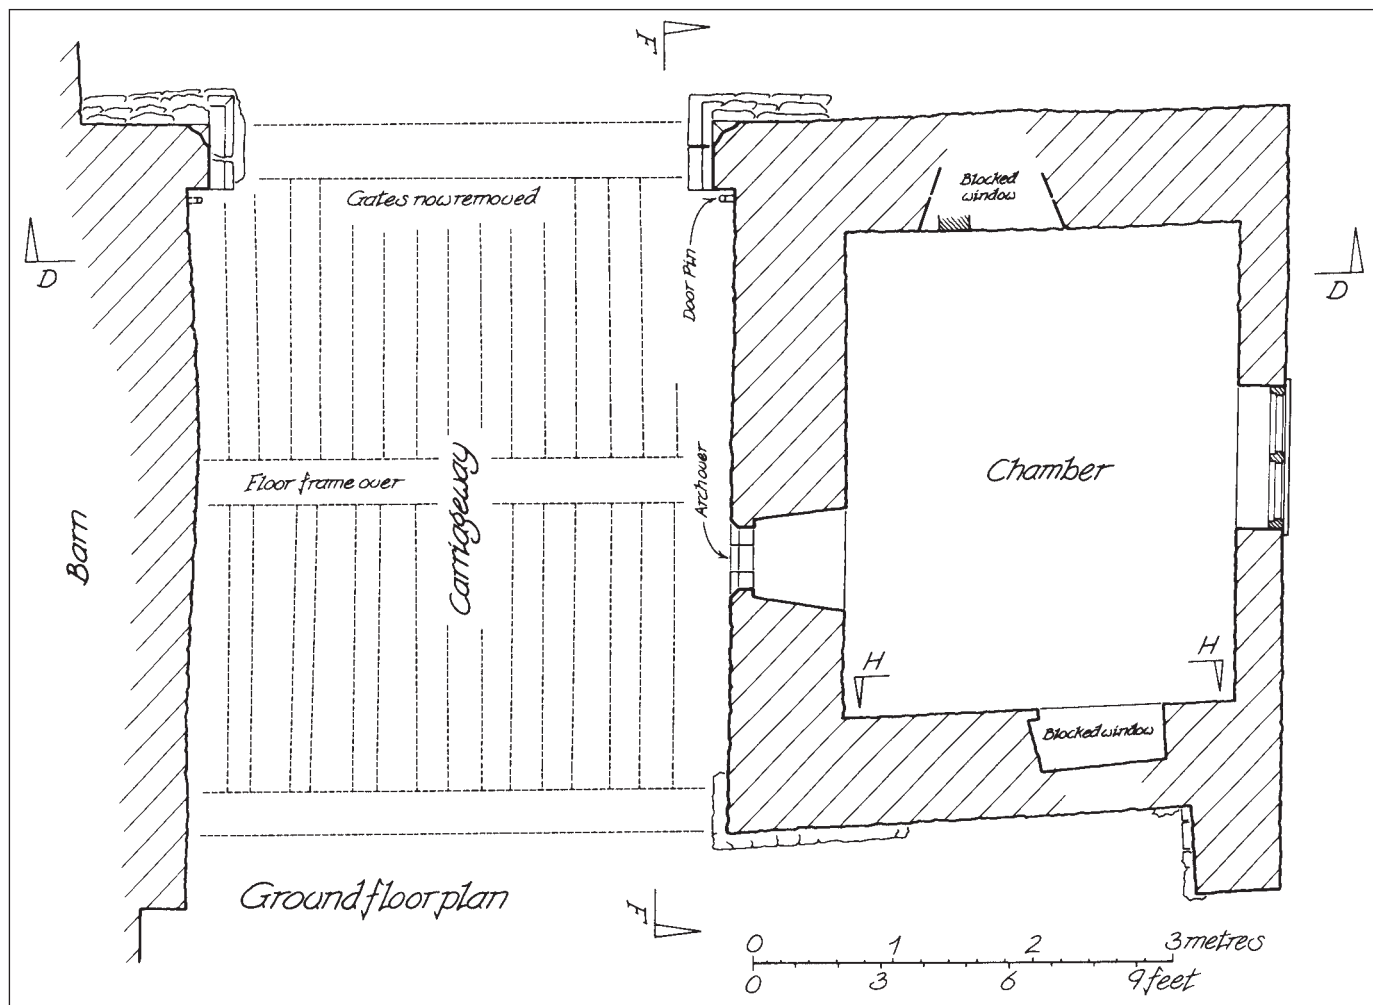 F
Gates now removed
Blocked
window
D
Door Pin
D
Floor frame over
Carriageway
Arch over
Chamber
Barn
H
H
Blocked window
Ground floor plan
F
0 1 2 3 metres
0 3 6 9 feet